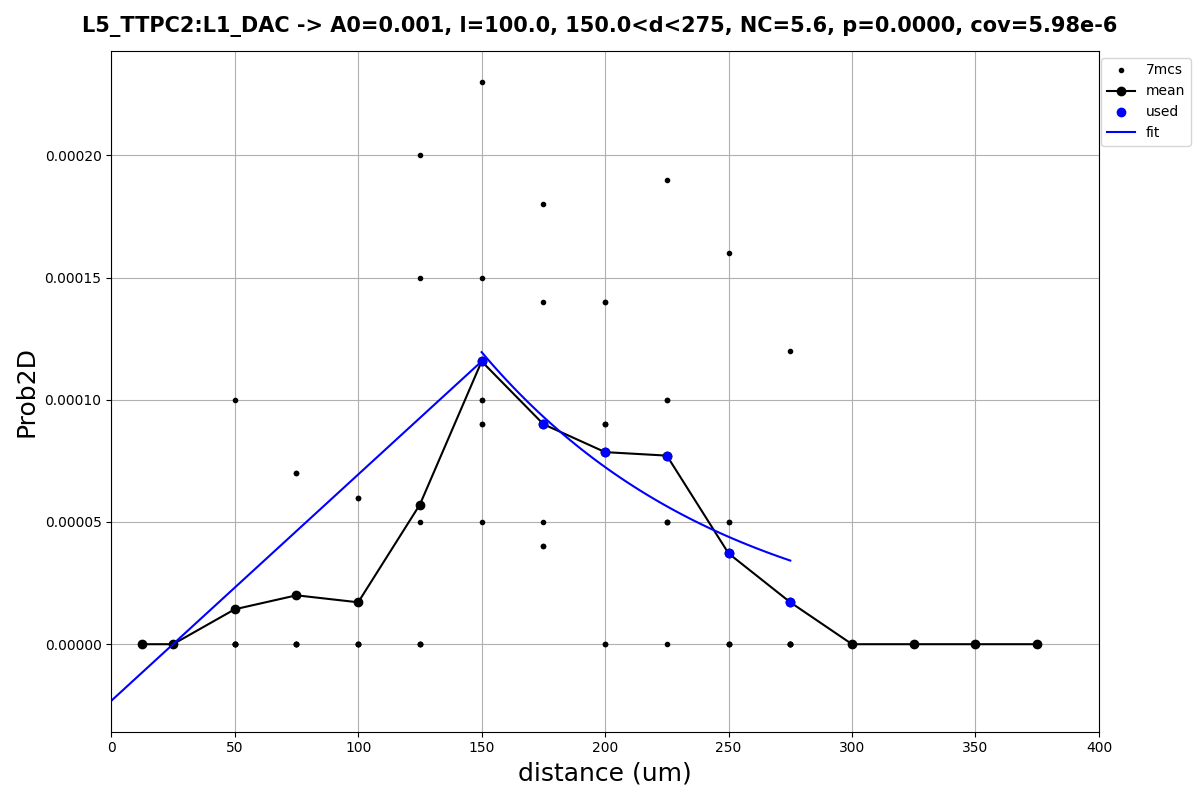 L5_TTPC2:L1_DAC -> A0=0.001, l=100.0, 150.0<d<275, NC=5.6, p=0.0000, cov=5.98e-6
7mcs
mean
used
fit
Prob2D
0.00020
0.00015
0.00010
0.00005
0.00000
0 50 100 150 200 250 300 350 400
distance (um)